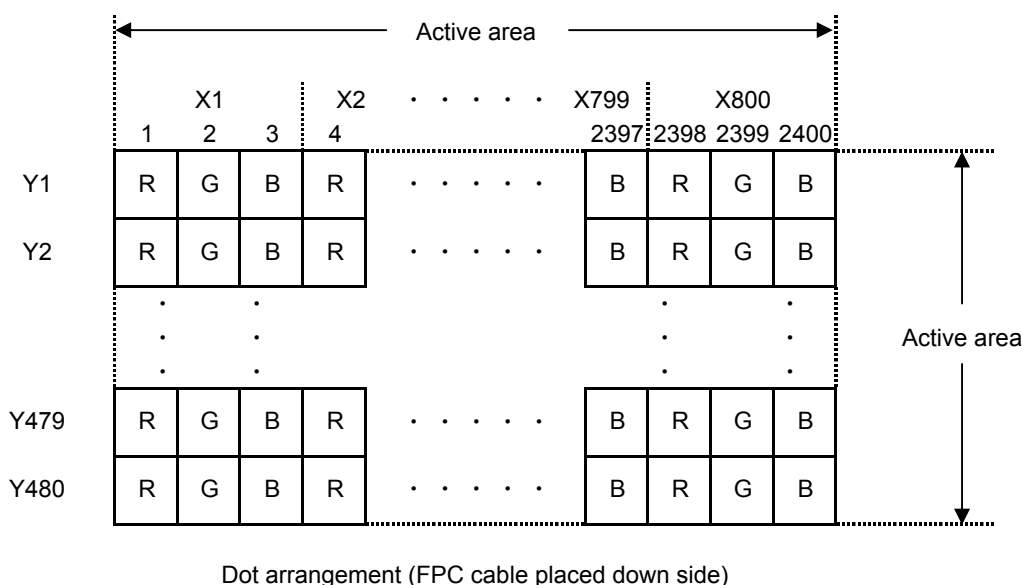 Active area
X1 X2 · · · · · X799 X800
1 2 3 4 2397 2398 2399 2400
Y1 R G B R · · · · · B R G B
Y2 R G B R · · · · · B R G B
· · · ·
· · · ·
Active area
· · · ·
Y479 R G B R · · · · · B R G B
Y480 R G B R · · · · · B R G B
Dot arrangement (FPC cable placed down side)